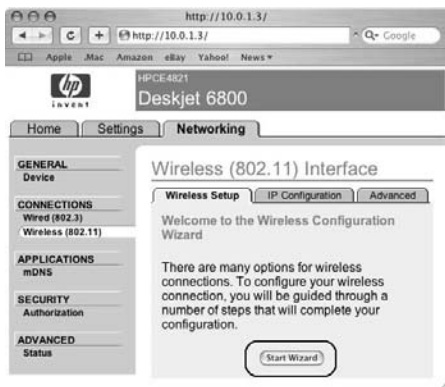 http://10.0.1.3/
http://10.0.1.3/
Google
Apple Mac Amazon eBay Yahoo! News
hp
invent
HPCE4821
Deskjet 6800
Home Settings Networking
GENERAL
Device
CONNECTIONS
Wired (802.3)
Wireless (802.11)
APPLICATIONS
mDNS
SECURITY
Authorization
ADVANCED
Status
Wireless (802.11) Interface
Wireless Setup IP Configuration Advanced
Welcome to the Wireless Configuration
Wizard
There are many options for wireless
connections. To configure your wireless
connection, you will be guided through a
number of steps that will complete your
configuration.
Start Wizard